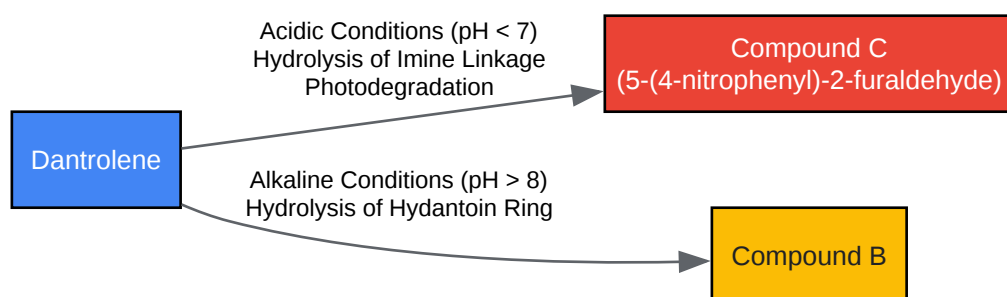 Acidic Conditions (pH < 7)
Hydrolysis of Imine Linkage
Photodegradation
Compound C
(5-(4-nitrophenyl)-2-furaldehyde)
Dantrolene
Alkaline Conditions (pH > 8)
Hydrolysis of Hydantoin Ring
Compound B